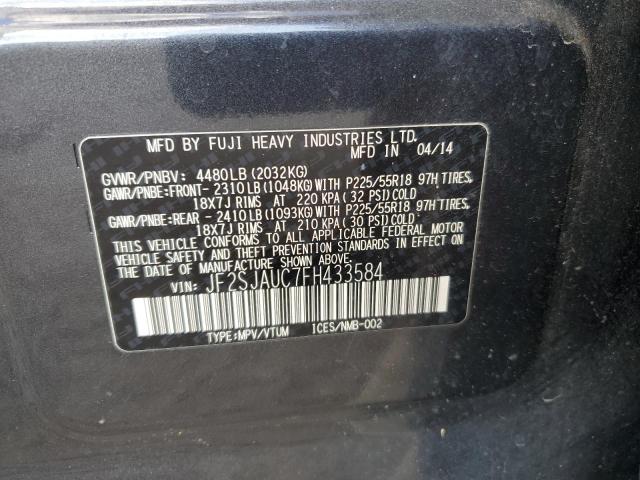 MFD BY FUJI HEAVY INDUSTRIES LTD.
MFD IN 04/14
GVWR/PNBV: 4480LB(2032KG)
GAWR/PNBE:FRONT- 2310LB(1048KG)WITH P225/55R18 97H TIRES,
18X7J RIMS AT 220 KPA(32 PSI)COLD
GAWR/PNBE:REAR - 2410LB(1093KG)WITH P225/55R18 97H TIRES,
18X7J RIMS AT 210 KPA(30 PSI)COLD
THIS VEHICLE CONFORMS TO ALL APPLICABLE FEDERAL MOTOR
VEHICLE SAFETY AND THEFT PREVENTION STANDARDS IN
EFFECT ON THE DATE OF MANUFACTURE SHOWN ABOVE.
VIN: JF2SJAUC7FH433584
TYPE:MPV/VTUM ICES/NMB-002